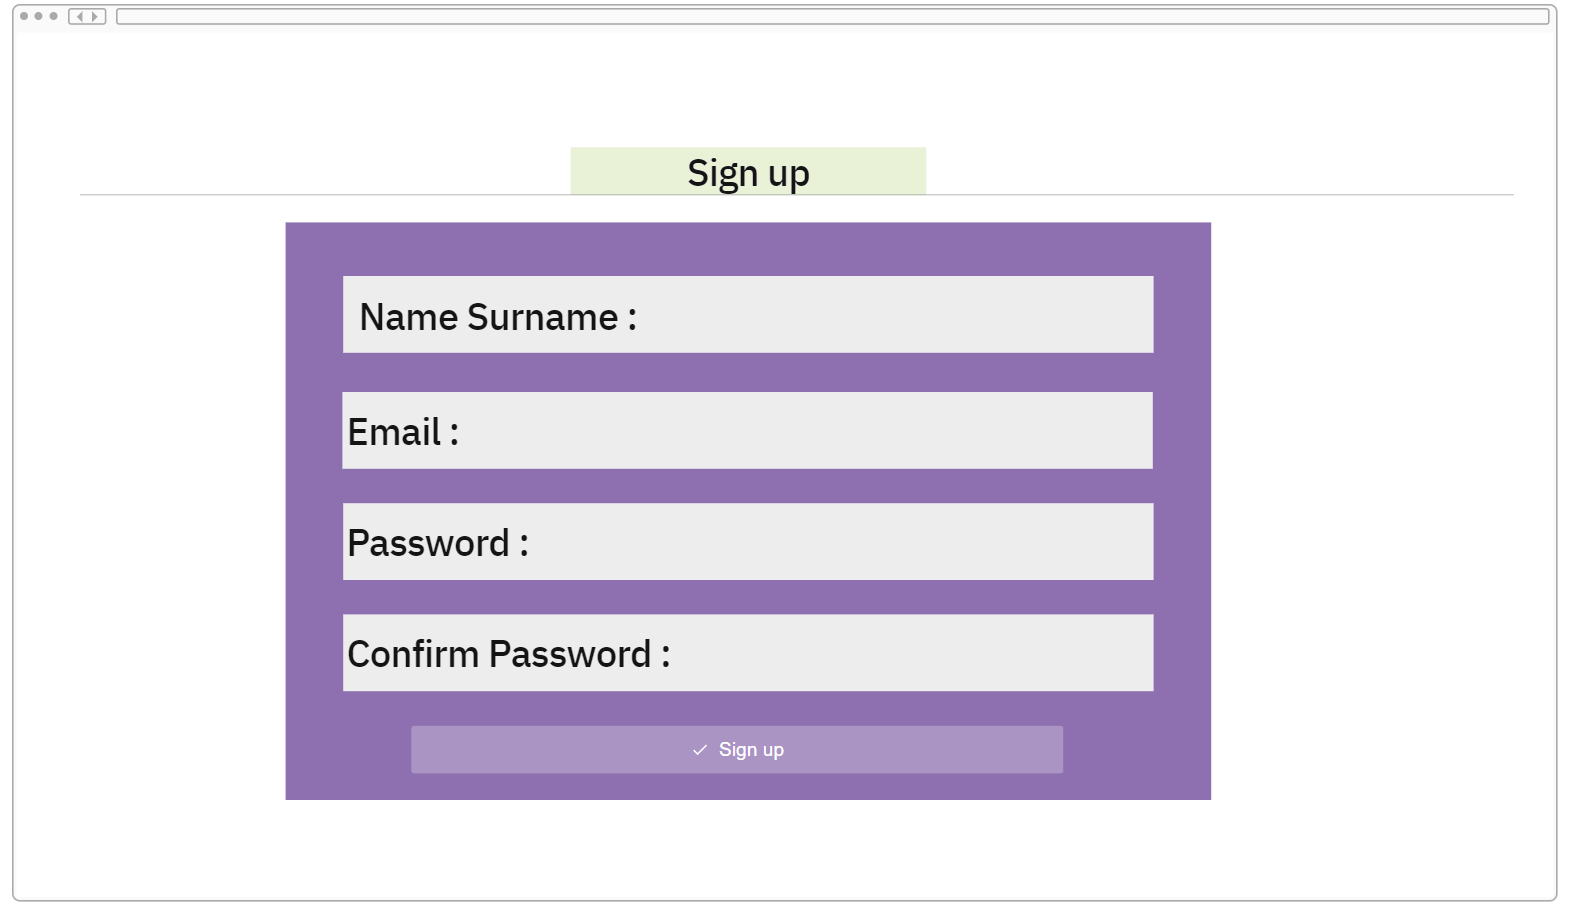 Sign up
Name Surname :
Email :
Password :
Confirm Password :
Sign up